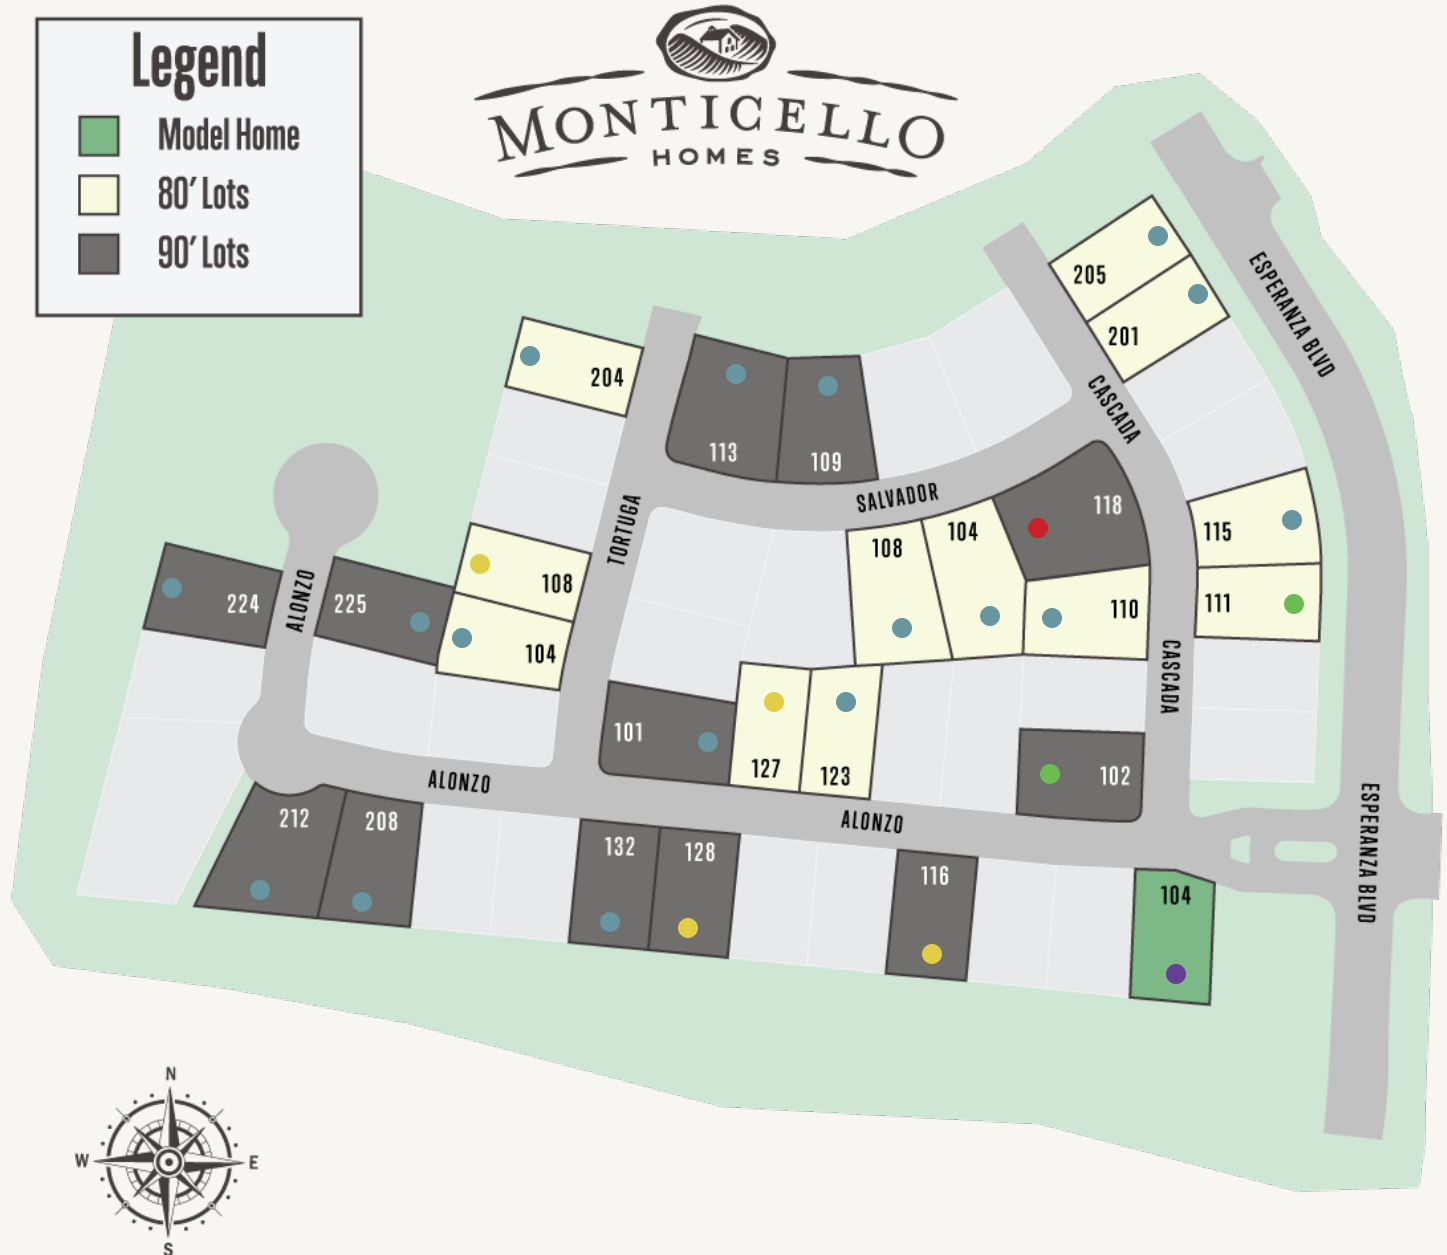 Legend
Model Home
80' Lots
90' Lots
MONTICELLO
HOMES
205
201
ESPERANZA BLVD
CASCADA
204
113
109
SALVADOR
118
TORTUGA
108
104
115
108
110
111
224
ALONZO
225
104
CASCADA
101
127
123
102
ALONZO
ALONZO
ESPERANZA BLVD
212
208
132
128
116
104
N
W
E
S